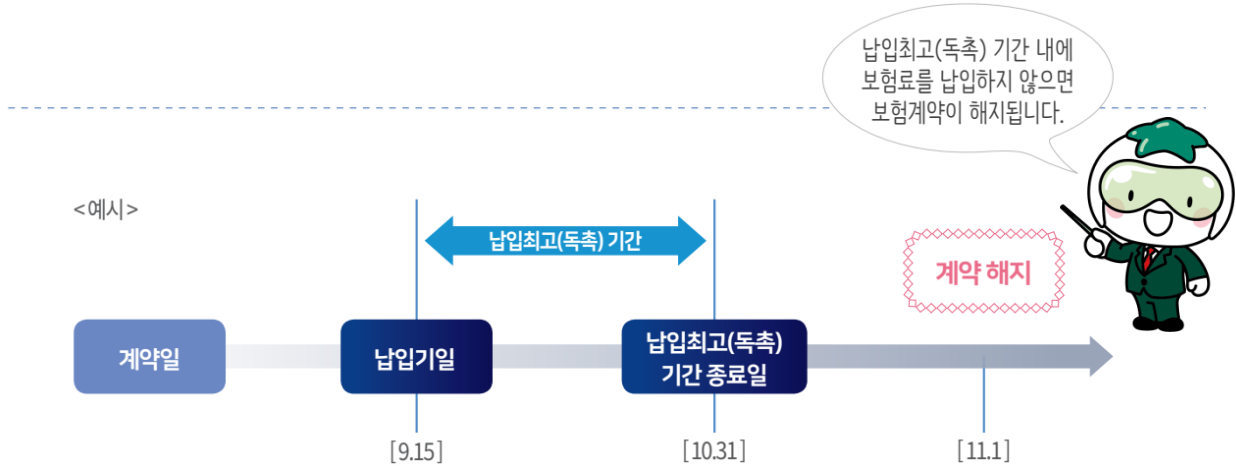 납입최고(독촉) 기간 내에
보험료를 납입하지 않으면
보험계약이 해지됩니다.
<예시>
납입최고(독촉) 기간
계약 해지
계약일
납입기일
납입최고(독촉)
기간 종료일
[9.15]
[10.31]
[11.1]